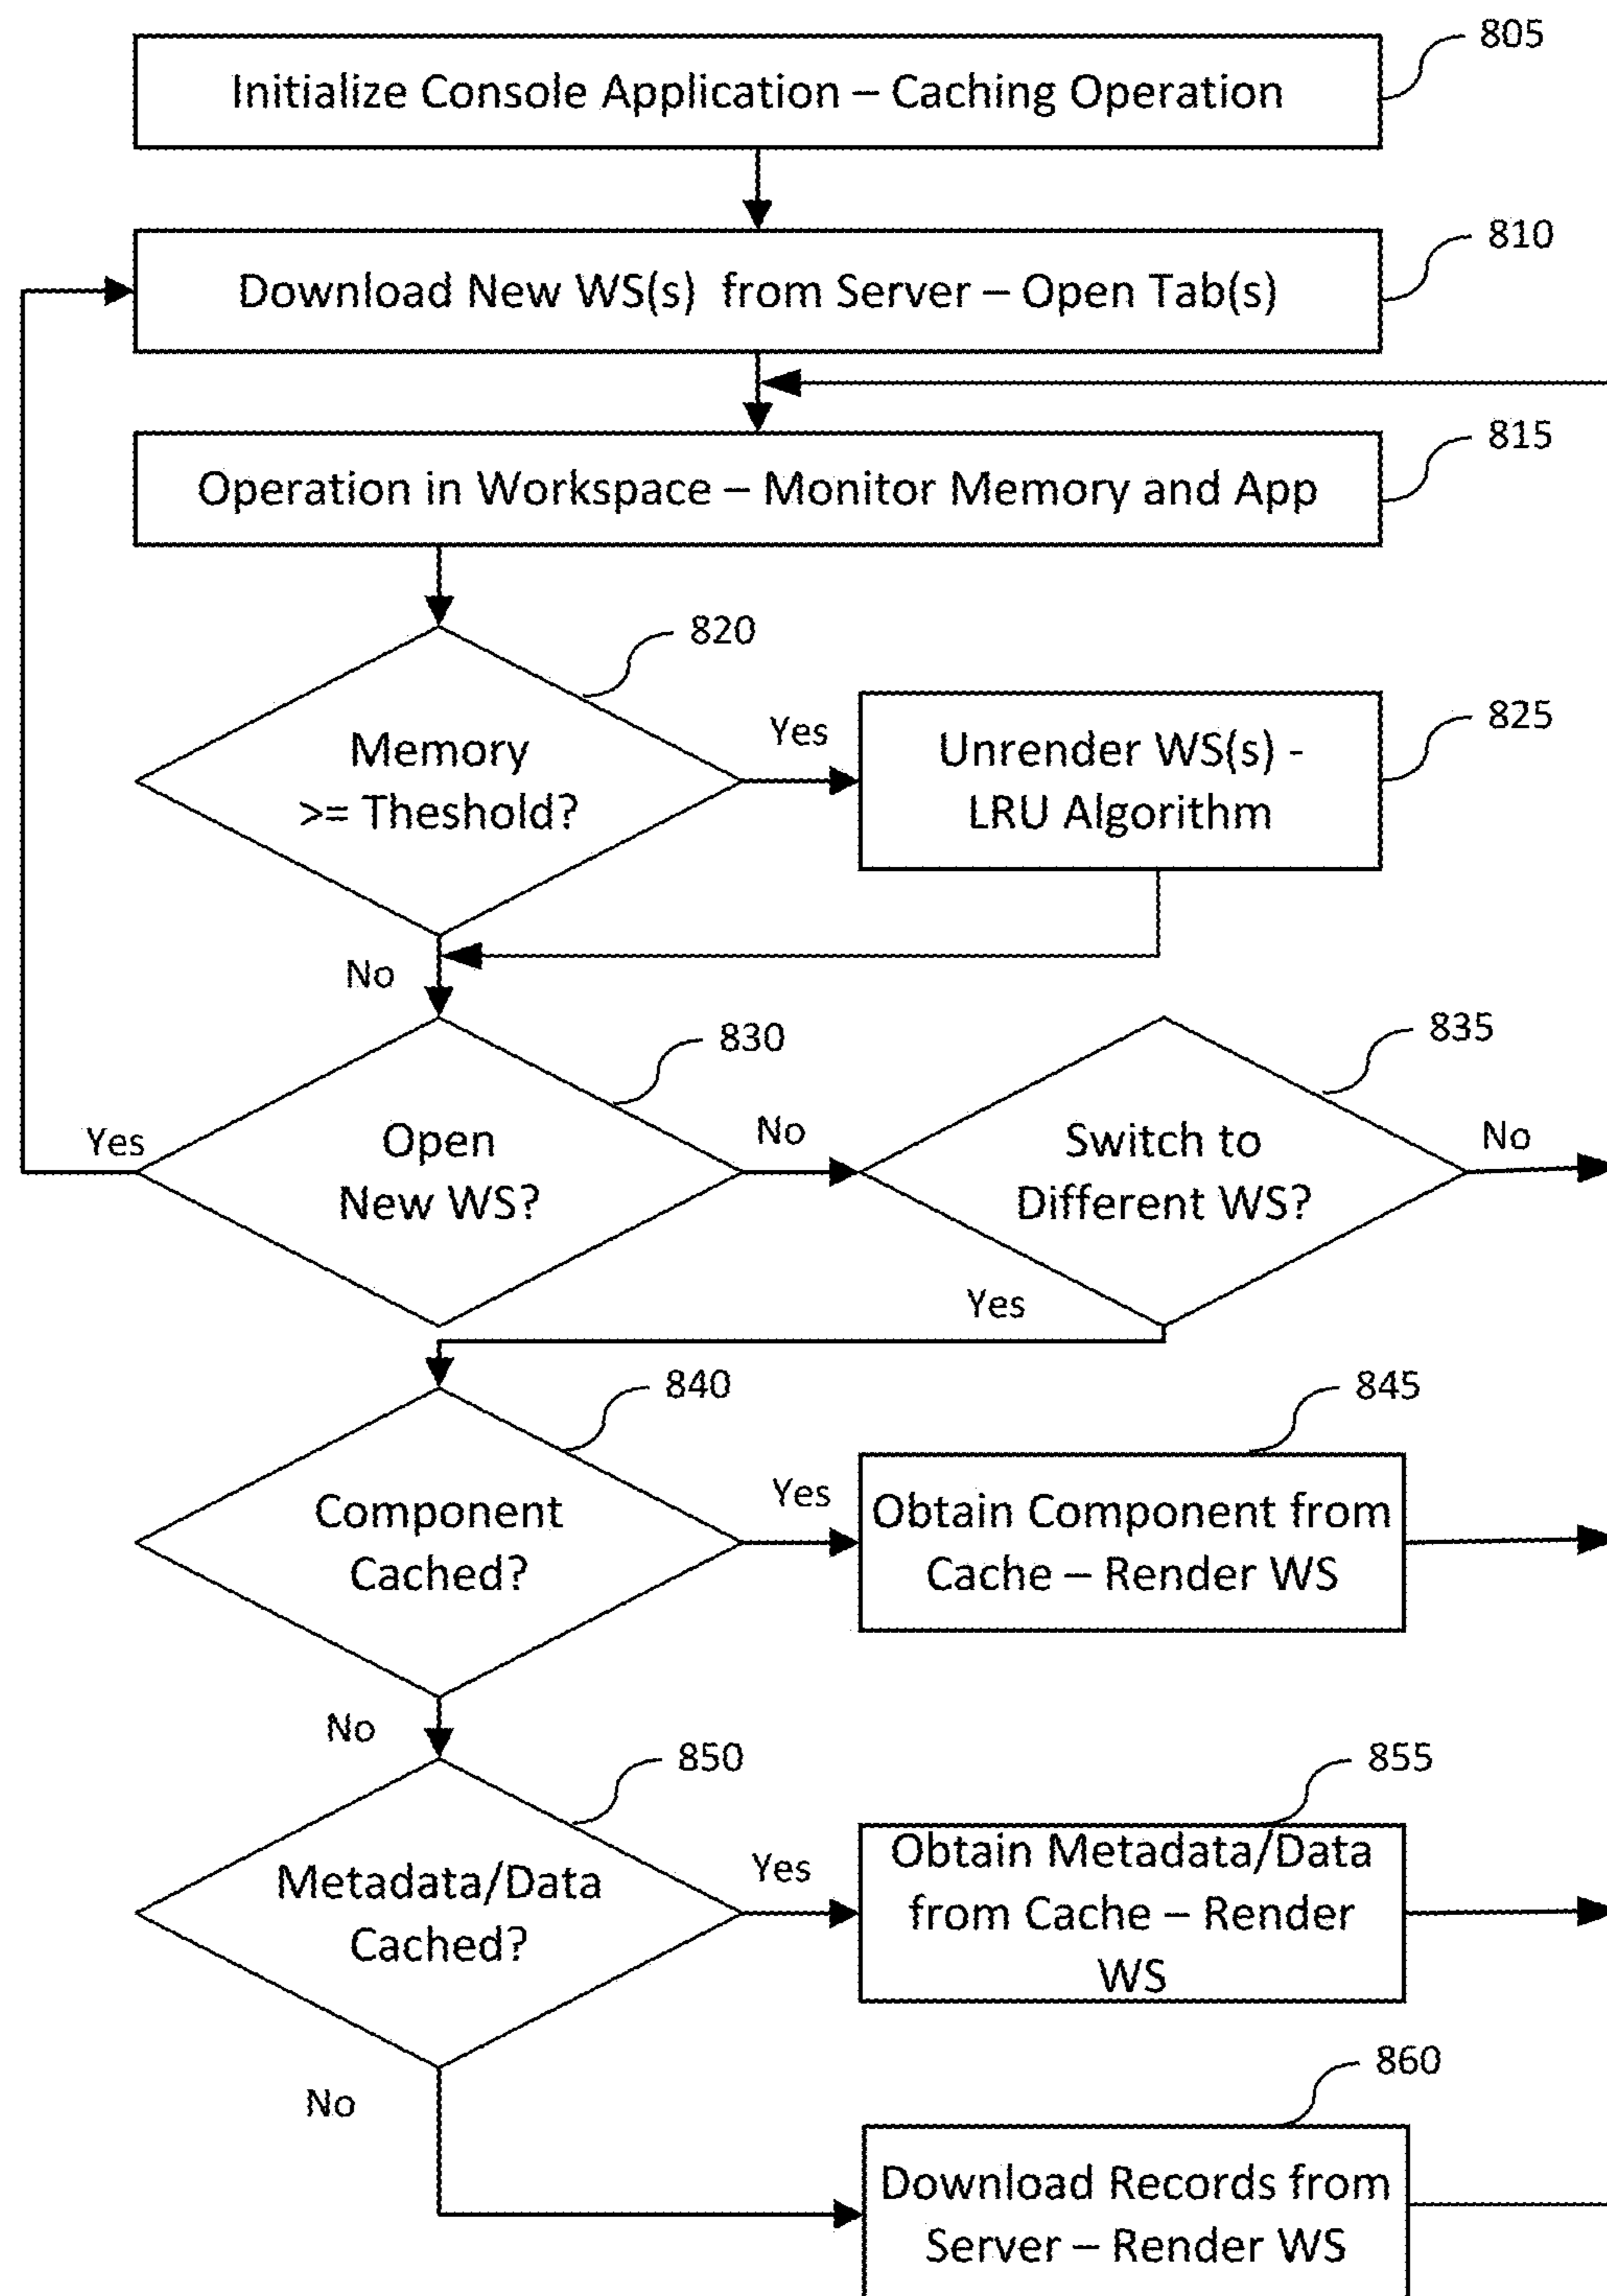 805
Initialize Console Application – Caching Operation
810
Download New WS(s) from Server – Open Tab(s)
815
Operation in Workspace – Monitor Memory and App
820
Memory
>= Theshold?
Yes
825
Unrender WS(s) -
LRU Algorithm
No
830
Open
New WS?
Yes
No
835
Switch to
Different WS?
No
Yes
840
Component
Cached?
Yes
845
Obtain Component from
Cache – Render WS
No
850
Metadata/Data
Cached?
Yes
855
Obtain Metadata/Data
from Cache – Render
WS
No
860
Download Records from
Server – Render WS